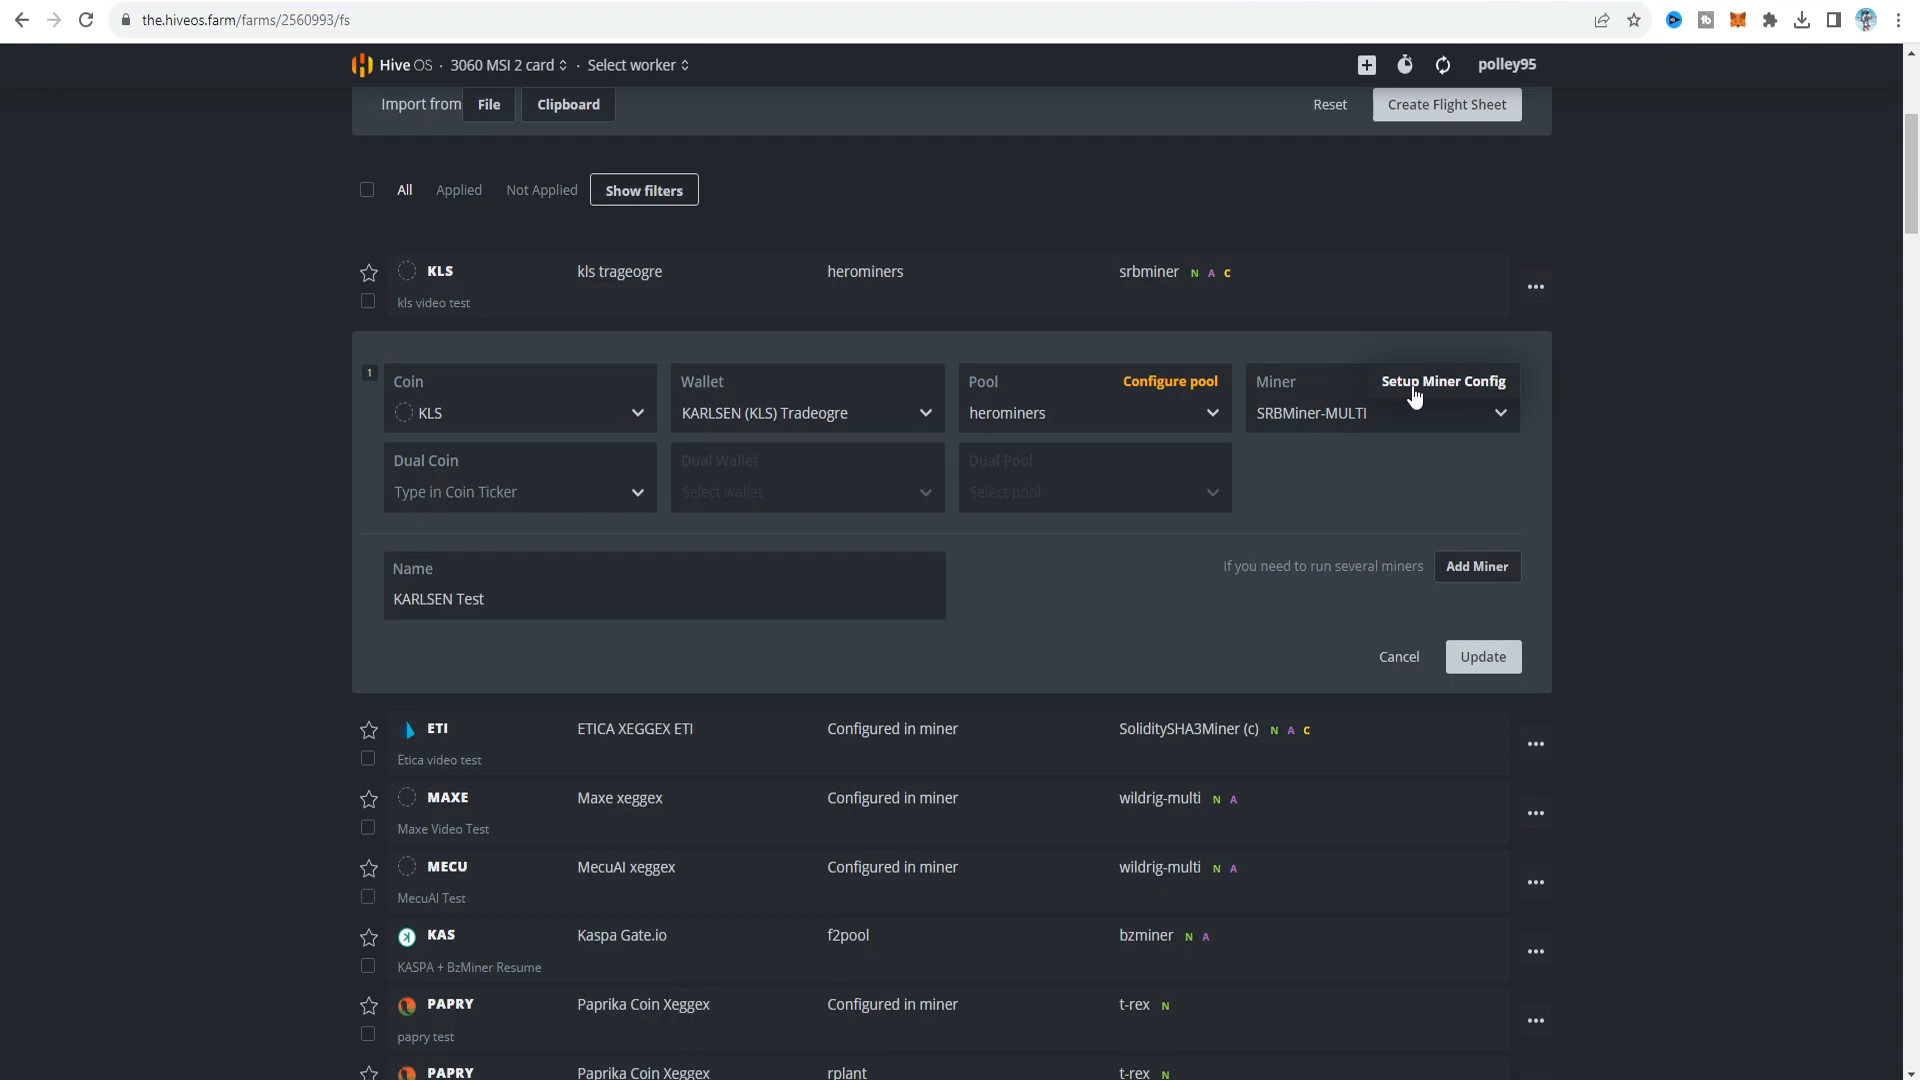 the.hiveos.farm/farms/2560993/fs
Hive OS · 3060 MSI 2 card · Select worker
polley95
Import from File Clipboard Reset Create Flight Sheet
All Applied Not Applied Show filters
KLS kls trageogre herominers srbminer N A C
kls video test
1 Coin Wallet Pool Configure pool Miner Setup Miner Config
KLS KARLSEN (KLS) Tradeogre herominers SRBMiner-MULTI
Dual Coin Dual Wallet Dual Pool
Type in Coin Ticker Select wallet Select pool
Name If you need to run several miners Add Miner
KARLSEN Test
Cancel Update
ETI ETICA XEGGEX ETI Configured in miner SoliditySHA3Miner (c) N A C
Etica video test
MAXE Maxe xeggex Configured in miner wildrig-multi N A
Maxe Video Test
MECU MecuAI xeggex Configured in miner wildrig-multi N A
MecuAI Test
KAS Kaspa Gate.io f2pool bzminer N A
KASPA + BzMiner Resume
PAPRY Paprika Coin Xeggex Configured in miner t-rex N
papry test
PAPRY Paprika Coin Xeggex rplant t-rex N